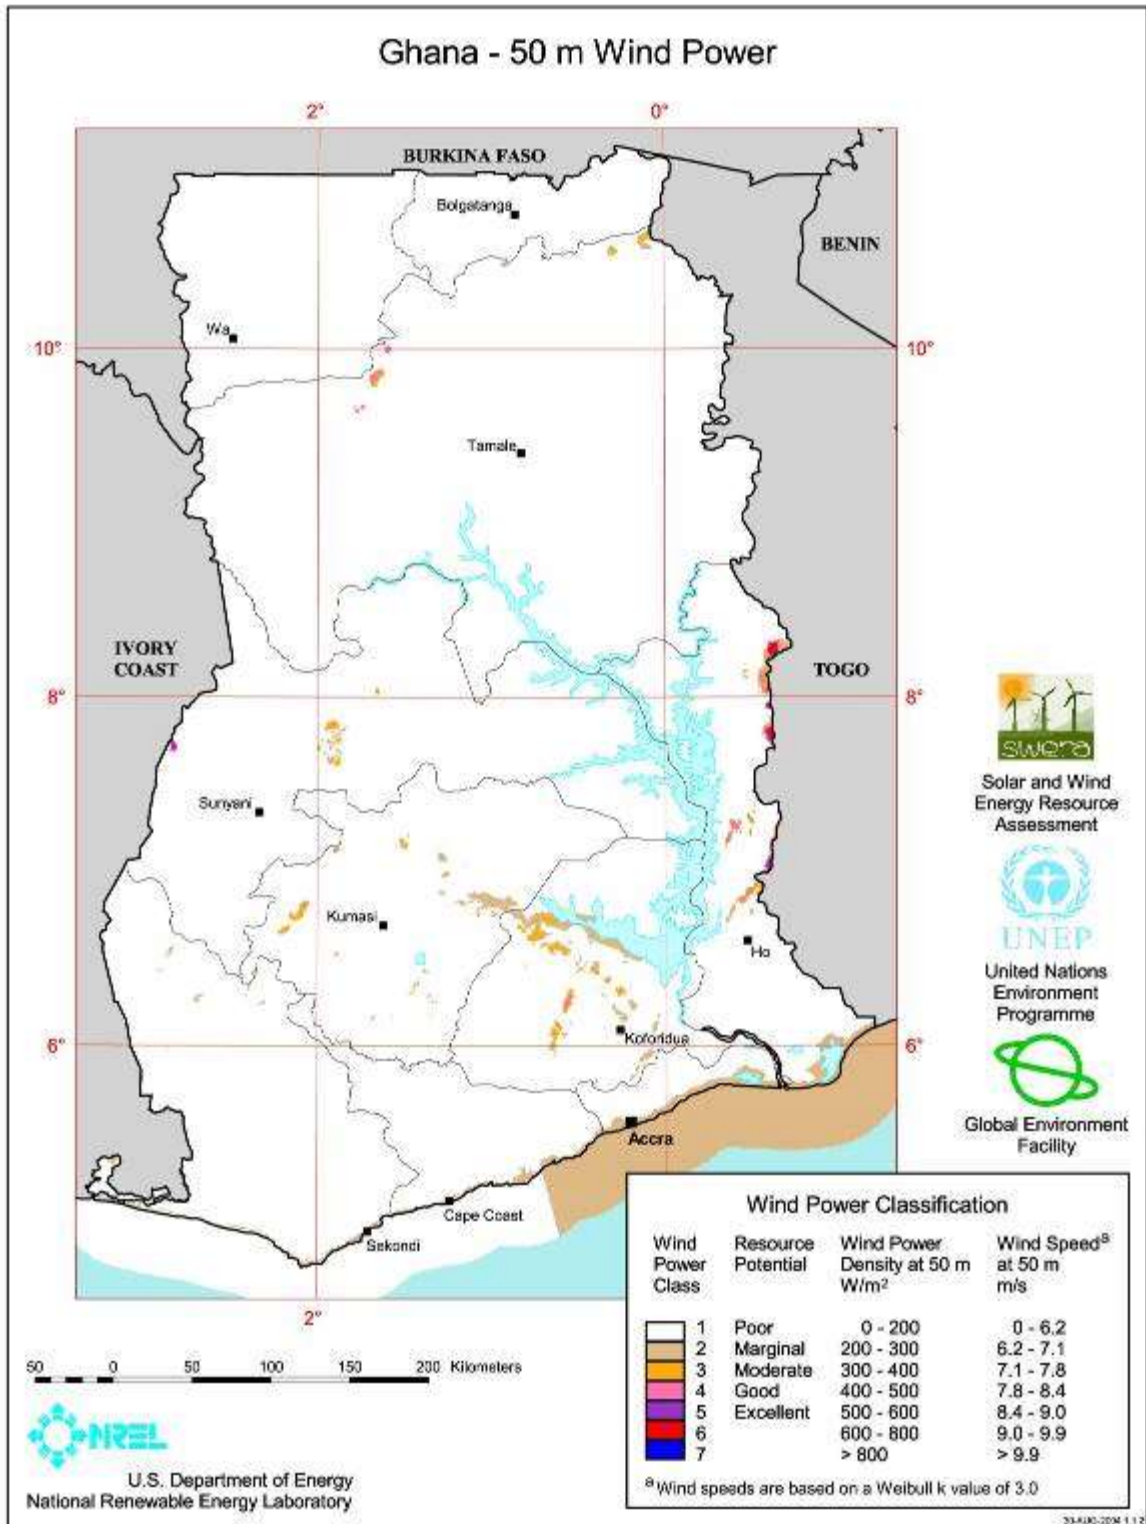 Ghana - 50 m Wind Power
2°
0°
BURKINA FASO
Bolgatanga
BENIN
Wa
10°
10°
Tamale
IVORY
COAST
TOGO
8°
8°
swera
Solar and Wind
Energy Resource
Assessment
Sunyani
Kumasi
Ho
UNEP
United Nations
Environment
Programme
Koforidua
6°
6°
Global Environment
Facility
Accra
Cape Coast
Sekondi
2°
Wind Power Classification
Wind Power Class Resource Potential Wind Power Density at 50 m W/m² Wind Speedᵃ at 50 m m/s
1 Poor 0 - 200 0 - 6.2
2 Marginal 200 - 300 6.2 - 7.1
3 Moderate 300 - 400 7.1 - 7.8
4 Good 400 - 500 7.8 - 8.4
5 Excellent 500 - 600 8.4 - 9.0
6 600 - 800 9.0 - 9.9
7 > 800 > 9.9
ᵃ Wind speeds are based on a Weibull k value of 3.0
50 0 50 100 150 200 Kilometers
NREL
U.S. Department of Energy
National Renewable Energy Laboratory